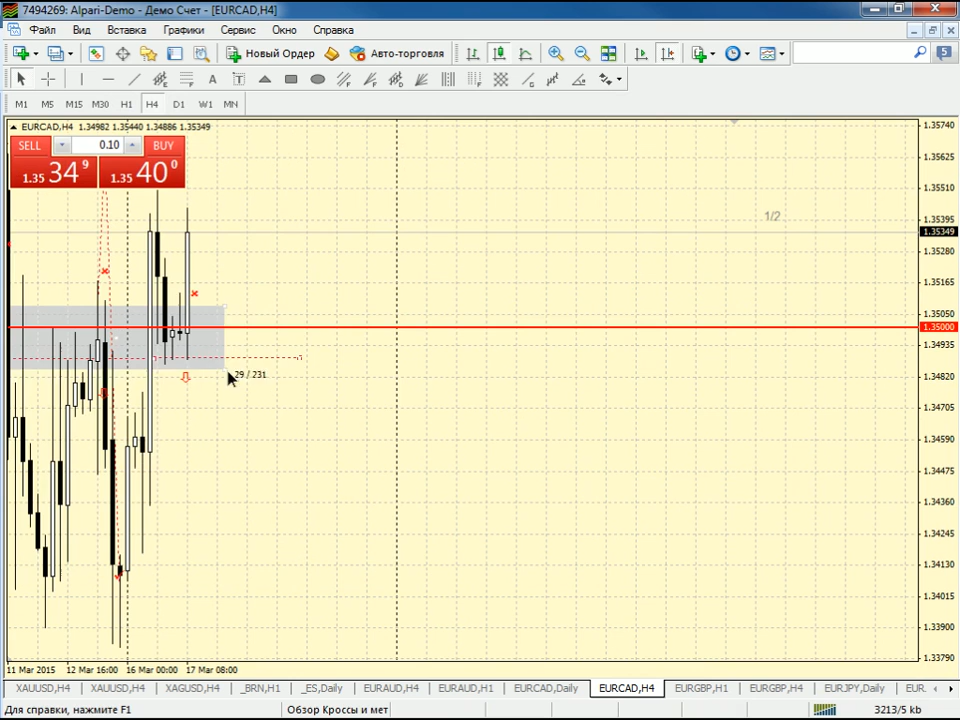 7494269: Alpari-Demo - Демо Счет - [EURCAD,H4]
Файл Вид Вставка Графики Сервис Окно Справка
Новый Ордер Авто-торговля 5
A T
M1 M5 M15 M30 H1 H4 D1 W1 MN
EURCAD,H4 1.34982 1.35440 1.34886 1.35349
SELL 0.10 BUY
1.35 34 9 1.35 40 0
1/2
29 / 231
1.35740
1.35625
1.35510
1.35395
1.35349
1.35280
1.35165
1.35050
1.35000
1.34935
1.34820
1.34705
1.34590
1.34475
1.34360
1.34245
1.34130
1.34015
1.33900
1.33790
11 Mar 2015 12 Mar 16:00 16 Mar 00:00 17 Mar 08:00
XAUUSD,H4 XAUUSD,H4 XAGUSD,H4 _BRN,H1 _ES,Daily EURAUD,H4 EURAUD,H1 EURCAD,Daily EURCAD,H4 EURGBP,H1 EURGBP,H4 EURJPY,Daily EUR.
Для справки, нажмите F1 Обзор Кроссы и мет 3213/5 kb